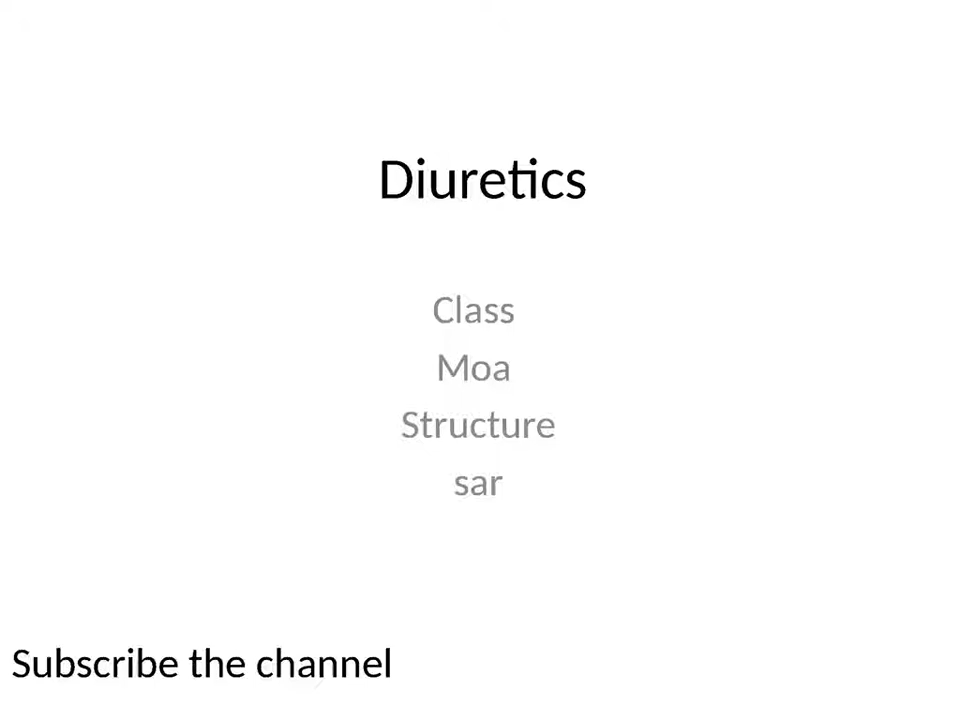 Diuretics
Class
Moa
Structure
sar
Subscribe the channel